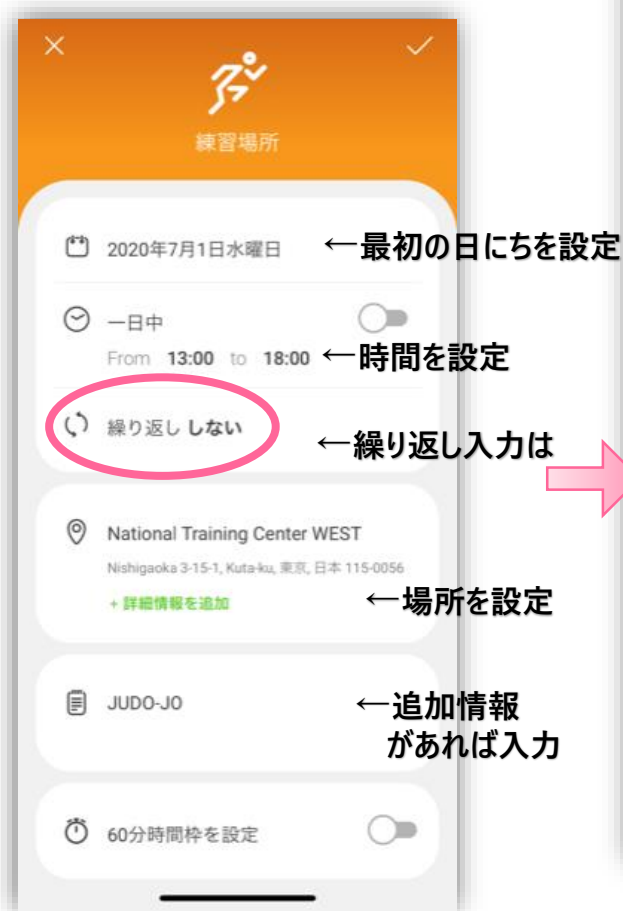 練習場所
2020年7月1日水曜日 ←最初の日にちを設定
一日中
From 13:00 to 18:00 ←時間を設定
繰り返し しない ←繰り返し入力は
National Training Center WEST
Nishigaoka 3-15-1, Kuta-ku, 東京, 日本 115-0056
+ 詳細情報を追加 ←場所を設定
JUDO-JO ←追加情報
があれば入力
60分時間枠を設定